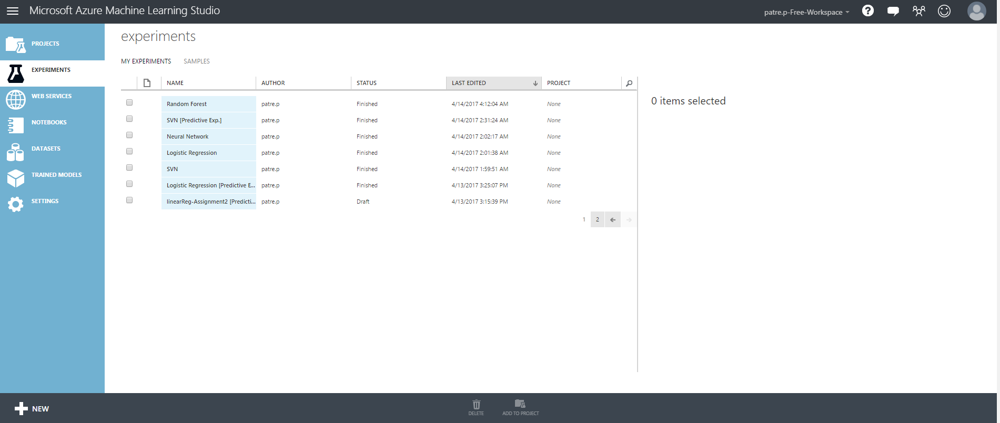 Microsoft Azure Machine Learning Studio patre.p-Free-Workspace ?
PROJECTS
EXPERIMENTS
WEB SERVICES
NOTEBOOKS
DATASETS
TRAINED MODELS
SETTINGS
experiments
MY EXPERIMENTS SAMPLES
NAME AUTHOR STATUS LAST EDITED PROJECT
Random Forest patre.p Finished 4/14/2017 4:12:04 AM None
SVN [Predictive Exp.] patre.p Finished 4/14/2017 2:31:24 AM None
Neural Network patre.p Finished 4/14/2017 2:02:17 AM None
Logistic Regression patre.p Finished 4/14/2017 2:01:38 AM None
SVN patre.p Finished 4/14/2017 1:59:51 AM None
Logistic Regression [Predictive E... patre.p Finished 4/13/2017 3:25:07 PM None
linearReg-Assignment2 [Predicti... patre.p Draft 4/13/2017 3:15:39 PM None
1 2
0 items selected
NEW
DELETE
ADD TO PROJECT